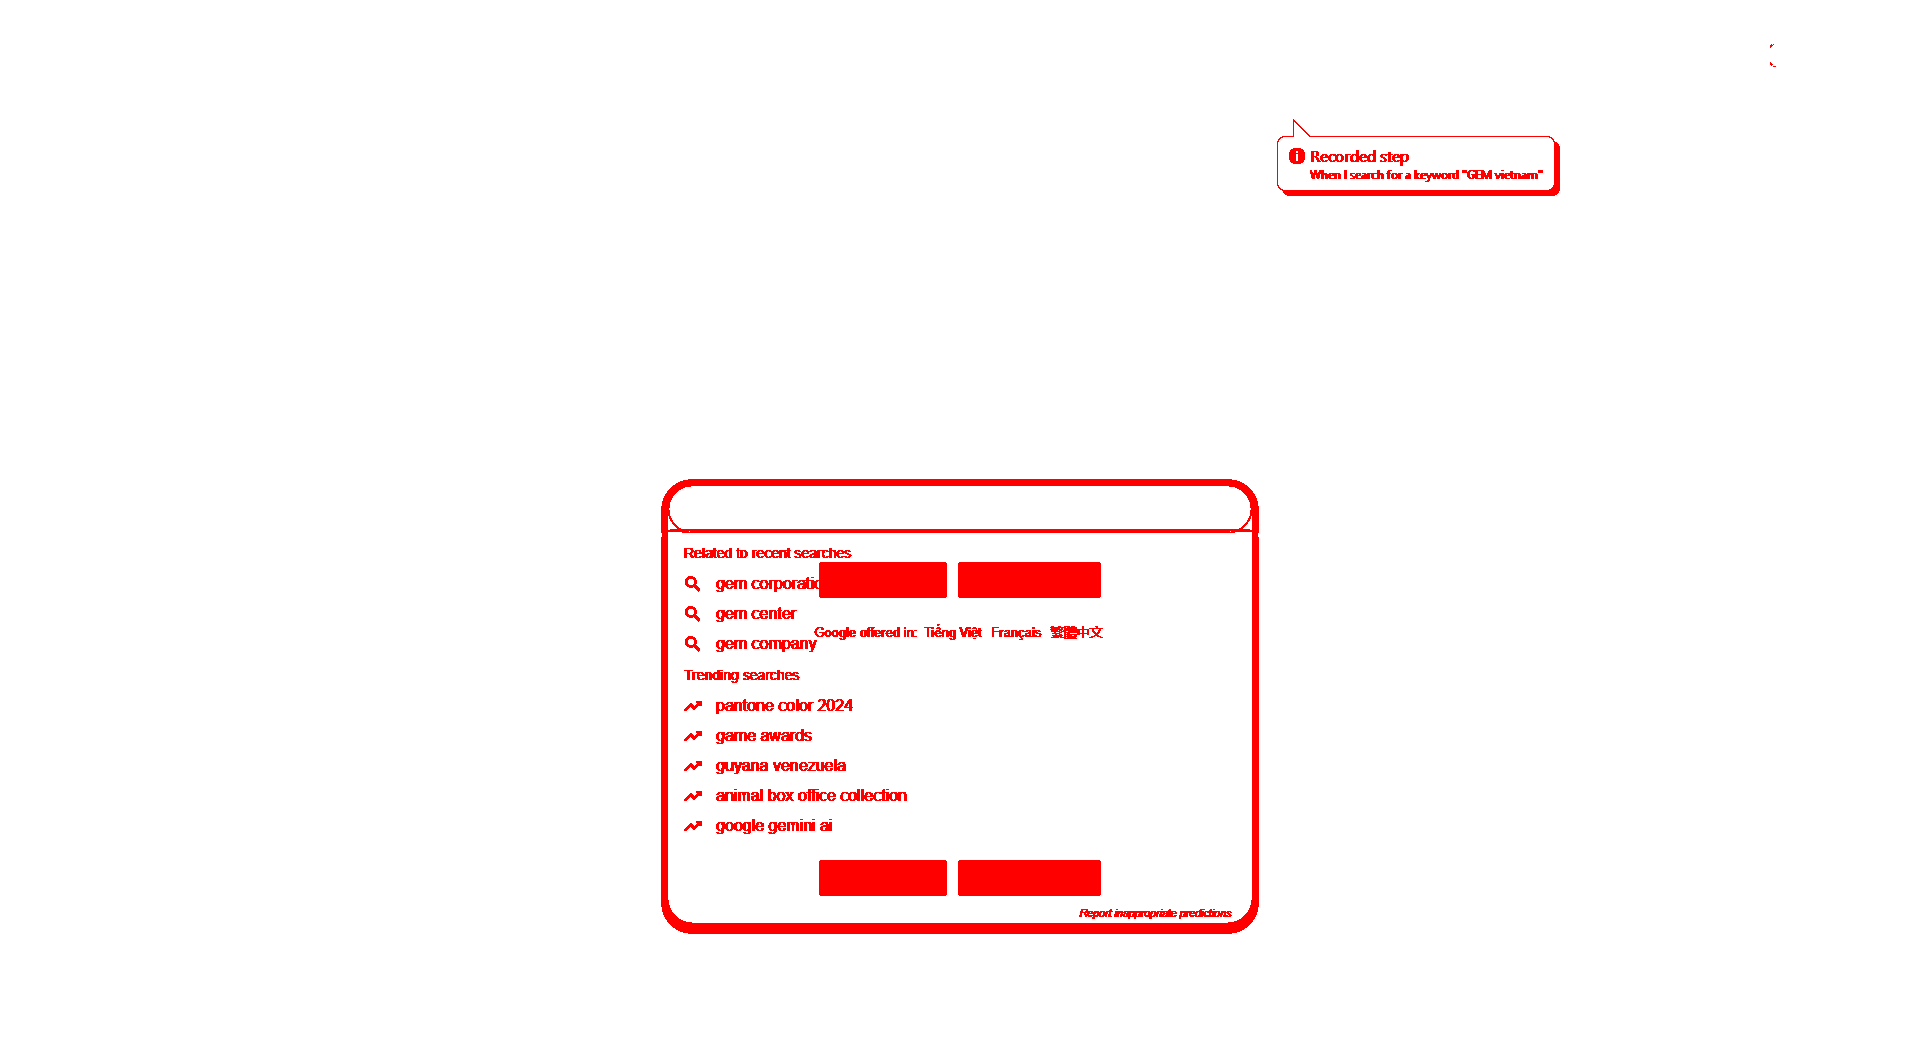 Recorded step
When I search for a keyword "GEM vietnam"
Related to recent searches
gem corporatio
gem center
Google offered in: Tiếng Việt Français 繁體中文
gem company
Trending searches
pantone color 2024
game awards
guyana venezuela
animal box office collection
google gemini ai
Report inappropriate predictions